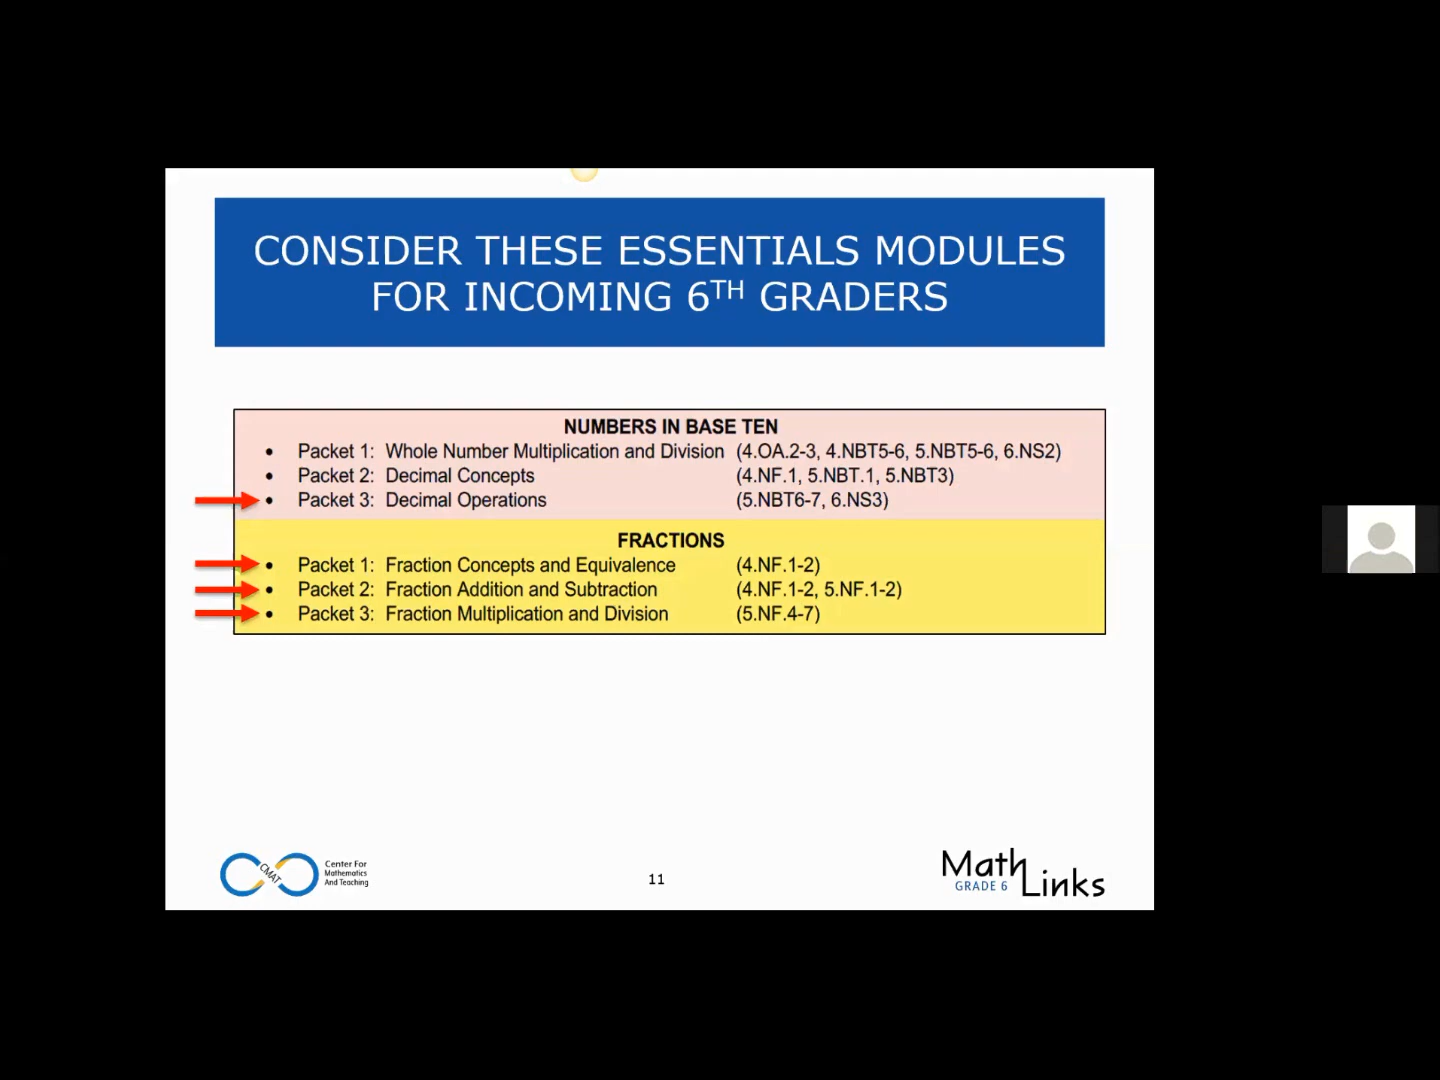 CONSIDER THESE ESSENTIALS MODULES
FOR INCOMING 6TH GRADERS
NUMBERS IN BASE TEN
• Packet 1: Whole Number Multiplication and Division (4.OA.2-3, 4.NBT5-6, 5.NBT5-6, 6.NS2)
• Packet 2: Decimal Concepts (4.NF.1, 5.NBT.1, 5.NBT3)
• Packet 3: Decimal Operations (5.NBT6-7, 6.NS3)
FRACTIONS
• Packet 1: Fraction Concepts and Equivalence (4.NF.1-2)
• Packet 2: Fraction Addition and Subtraction (4.NF.1-2, 5.NF.1-2)
• Packet 3: Fraction Multiplication and Division (5.NF.4-7)
CMAT
Center For
Mathematics
And Teaching
11
Math
GRADE 6
Links